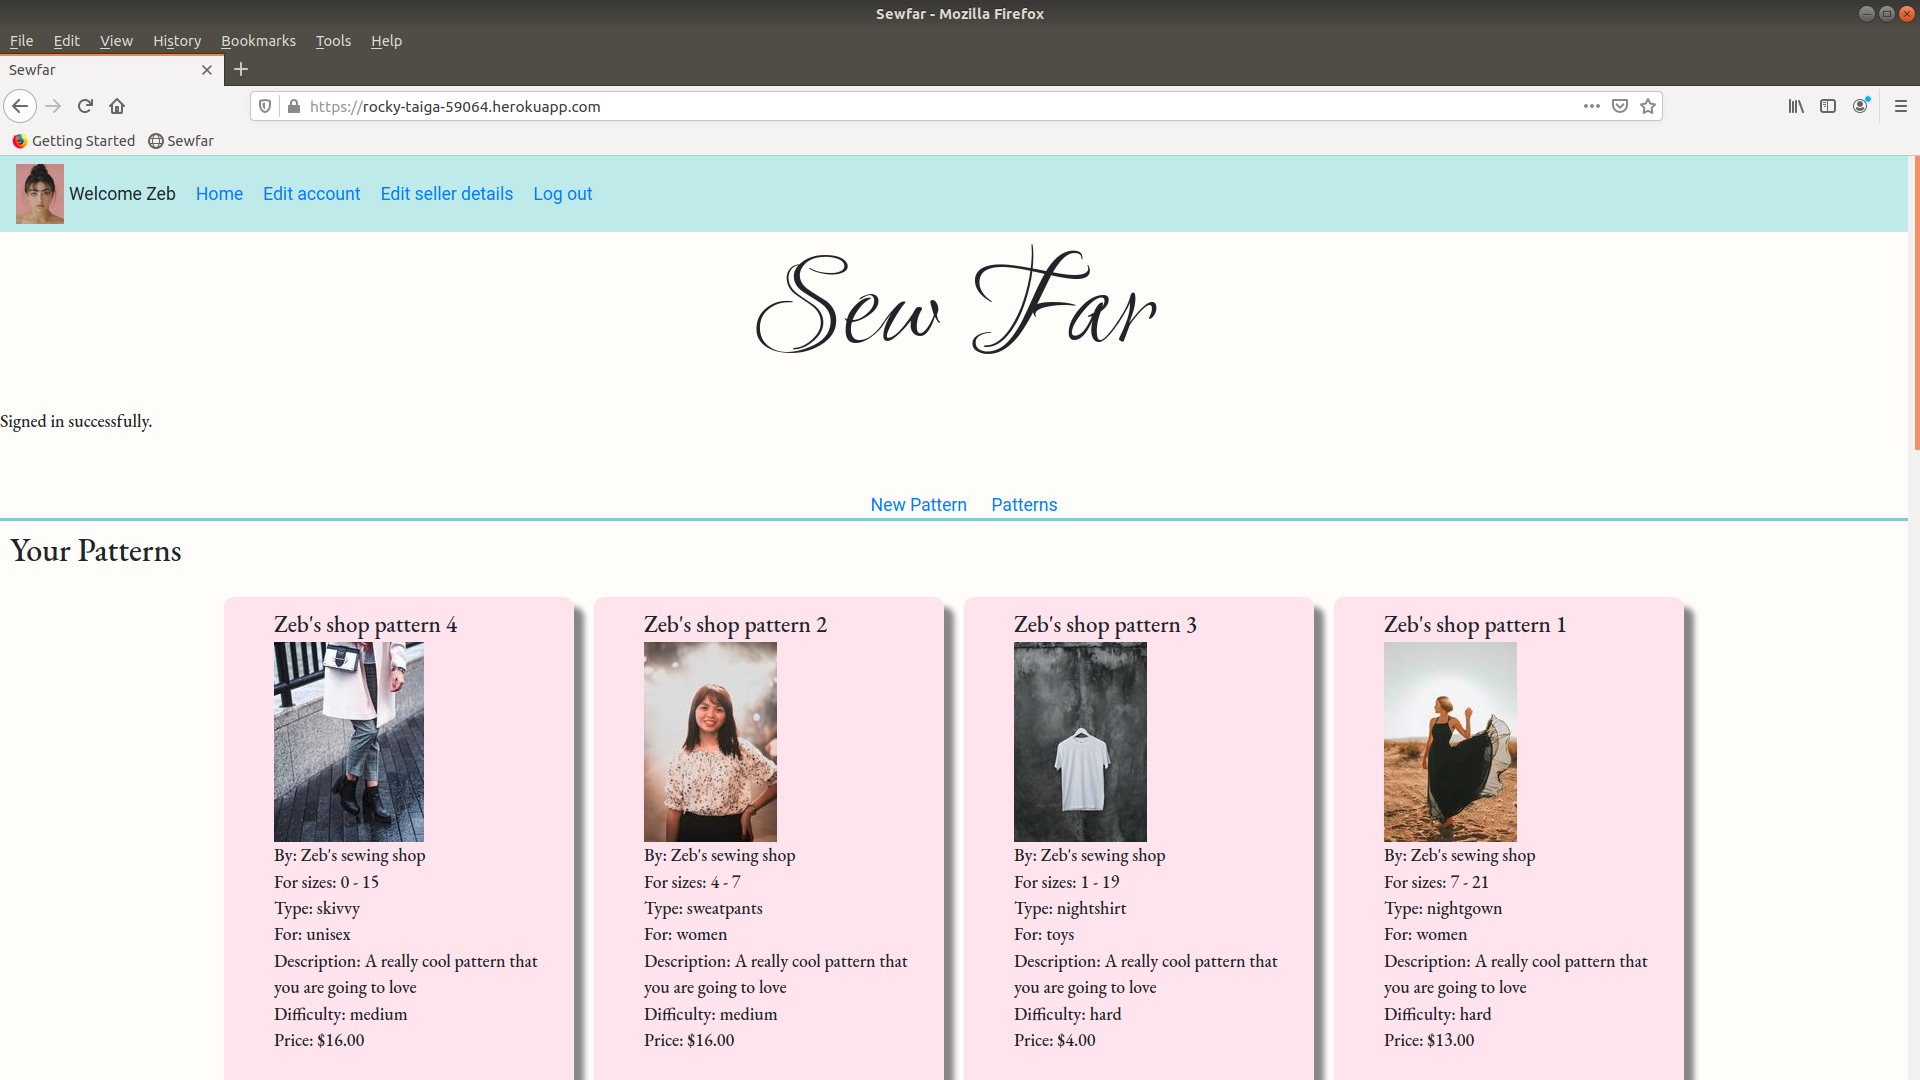 Sewfar - Mozilla Firefox
File Edit View History Bookmarks Tools Help
Sewfar
https://rocky-taiga-59064.herokuapp.com
Getting Started Sewfar
Welcome Zeb Home Edit account Edit seller details Log out
Sew Far
Signed in successfully.
New Pattern Patterns
Your Patterns
Zeb's shop pattern 4
By: Zeb's sewing shop
For sizes: 0 - 15
Type: skivvy
For: unisex
Description: A really cool pattern that
you are going to love
Difficulty: medium
Price: $16.00
Zeb's shop pattern 2
By: Zeb's sewing shop
For sizes: 4 - 7
Type: sweatpants
For: women
Description: A really cool pattern that
you are going to love
Difficulty: medium
Price: $16.00
Zeb's shop pattern 3
By: Zeb's sewing shop
For sizes: 1 - 19
Type: nightshirt
For: toys
Description: A really cool pattern that
you are going to love
Difficulty: hard
Price: $4.00
Zeb's shop pattern 1
By: Zeb's sewing shop
For sizes: 7 - 21
Type: nightgown
For: women
Description: A really cool pattern that
you are going to love
Difficulty: hard
Price: $13.00